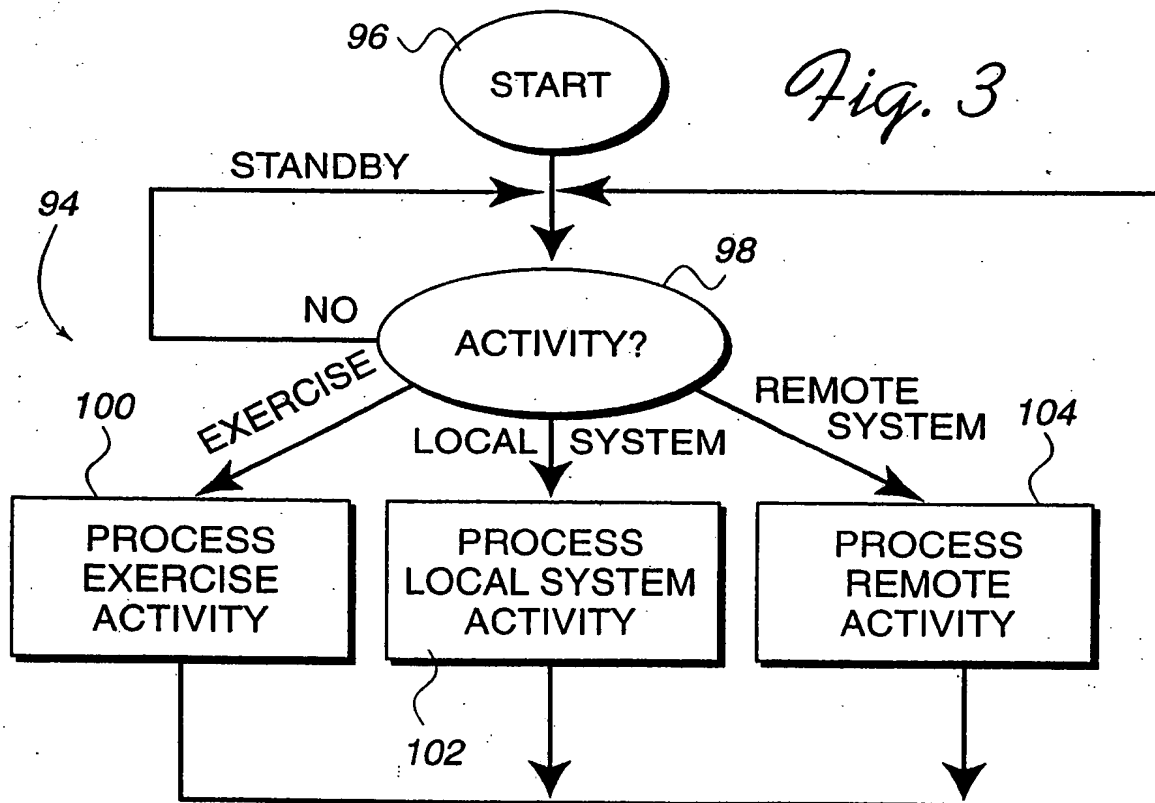 96
START
Fig. 3
STANDBY
94
98
NO
ACTIVITY?
EXERCISE
LOCAL SYSTEM
REMOTE
SYSTEM
100
104
PROCESS
EXERCISE
ACTIVITY
PROCESS
LOCAL SYSTEM
ACTIVITY
PROCESS
REMOTE
ACTIVITY
102